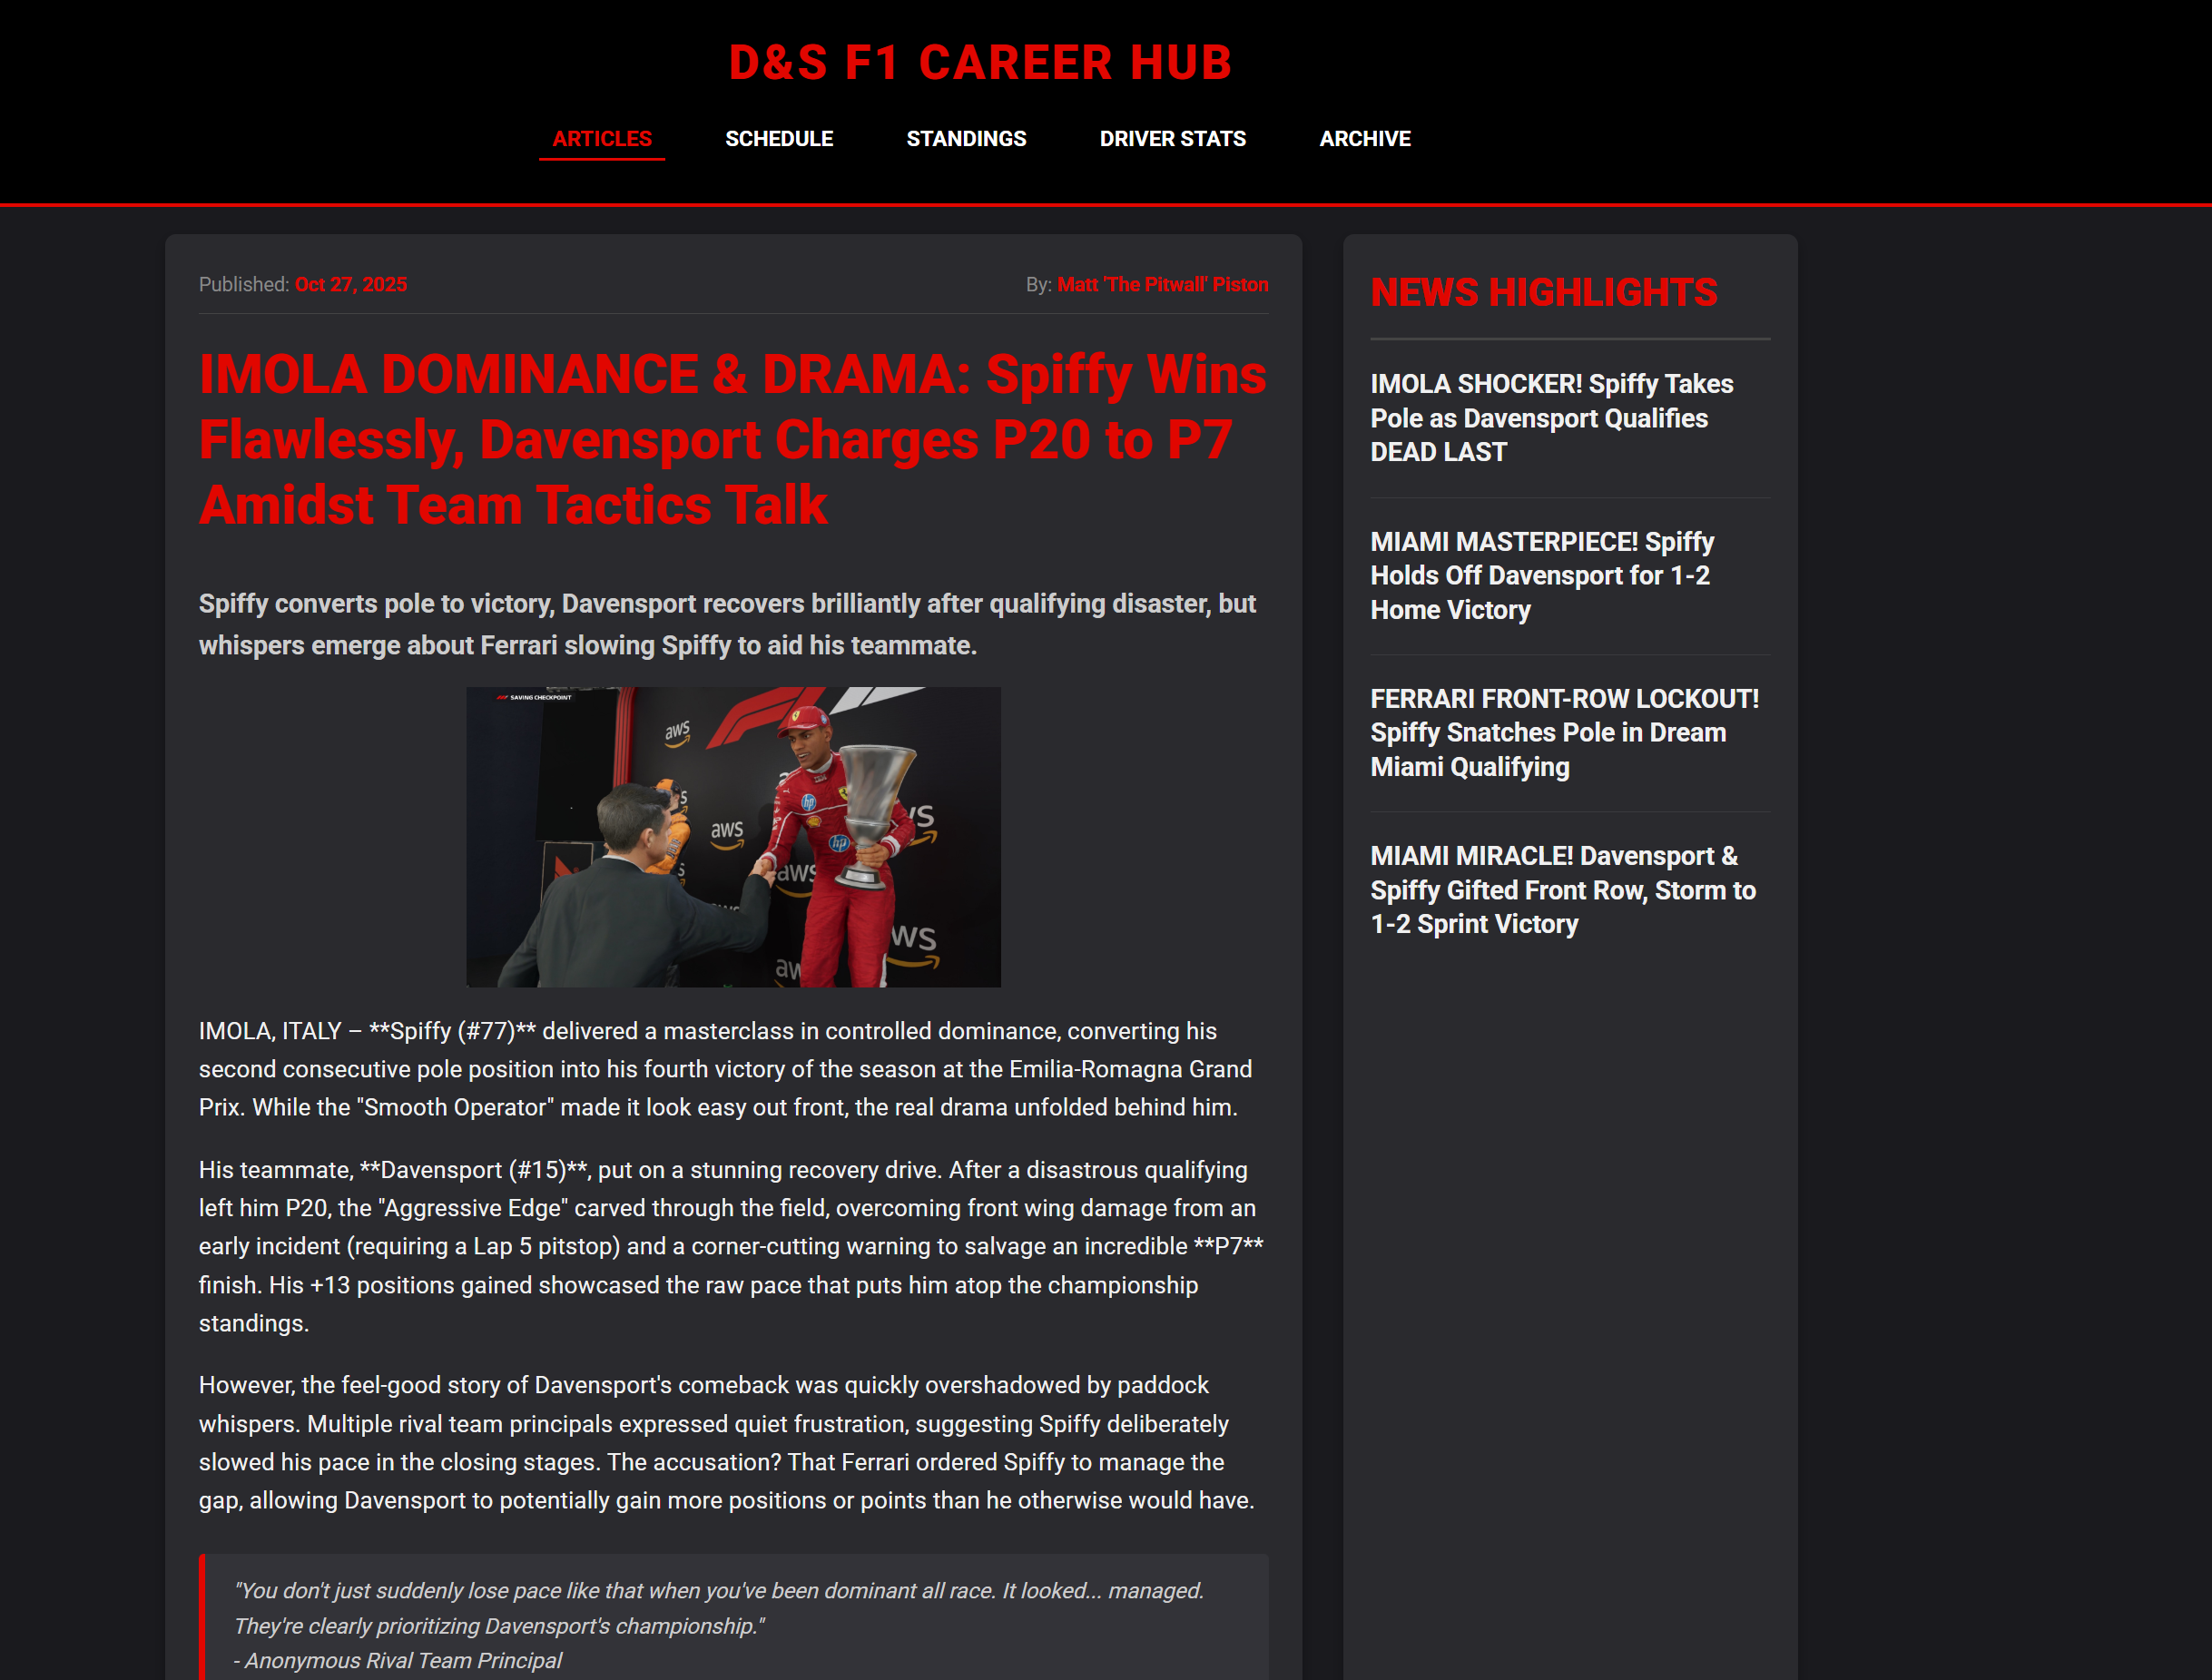 D&S F1 CAREER HUB
ARTICLES
SCHEDULE
STANDINGS
DRIVER STATS
ARCHIVE
Published: Oct 27, 2025
By: Matt 'The Pitwall' Piston
IMOLA DOMINANCE & DRAMA: Spiffy Wins
Flawlessly, Davensport Charges P20 to P7
Amidst Team Tactics Talk
Spiffy converts pole to victory, Davensport recovers brilliantly after qualifying disaster, but
whispers emerge about Ferrari slowing Spiffy to aid his teammate.
SAVING CHECKPOINT
aws
aws
aws
hp
hp
IMOLA, ITALY – **Spiffy (#77)** delivered a masterclass in controlled dominance, converting his
second consecutive pole position into his fourth victory of the season at the Emilia-Romagna Grand
Prix. While the "Smooth Operator" made it look easy out front, the real drama unfolded behind him.
His teammate, **Davensport (#15)**, put on a stunning recovery drive. After a disastrous qualifying
left him P20, the "Aggressive Edge" carved through the field, overcoming front wing damage from an
early incident (requiring a Lap 5 pitstop) and a corner-cutting warning to salvage an incredible **P7**
finish. His +13 positions gained showcased the raw pace that puts him atop the championship
standings.
However, the feel-good story of Davensport's comeback was quickly overshadowed by paddock
whispers. Multiple rival team principals expressed quiet frustration, suggesting Spiffy deliberately
slowed his pace in the closing stages. The accusation? That Ferrari ordered Spiffy to manage the
gap, allowing Davensport to potentially gain more positions or points than he otherwise would have.
"You don't just suddenly lose pace like that when you've been dominant all race. It looked... managed.
They're clearly prioritizing Davensport's championship."
- Anonymous Rival Team Principal
NEWS HIGHLIGHTS
IMOLA SHOCKER! Spiffy Takes
Pole as Davensport Qualifies
DEAD LAST
MIAMI MASTERPIECE! Spiffy
Holds Off Davensport for 1-2
Home Victory
FERRARI FRONT-ROW LOCKOUT!
Spiffy Snatches Pole in Dream
Miami Qualifying
MIAMI MIRACLE! Davensport &
Spiffy Gifted Front Row, Storm to
1-2 Sprint Victory